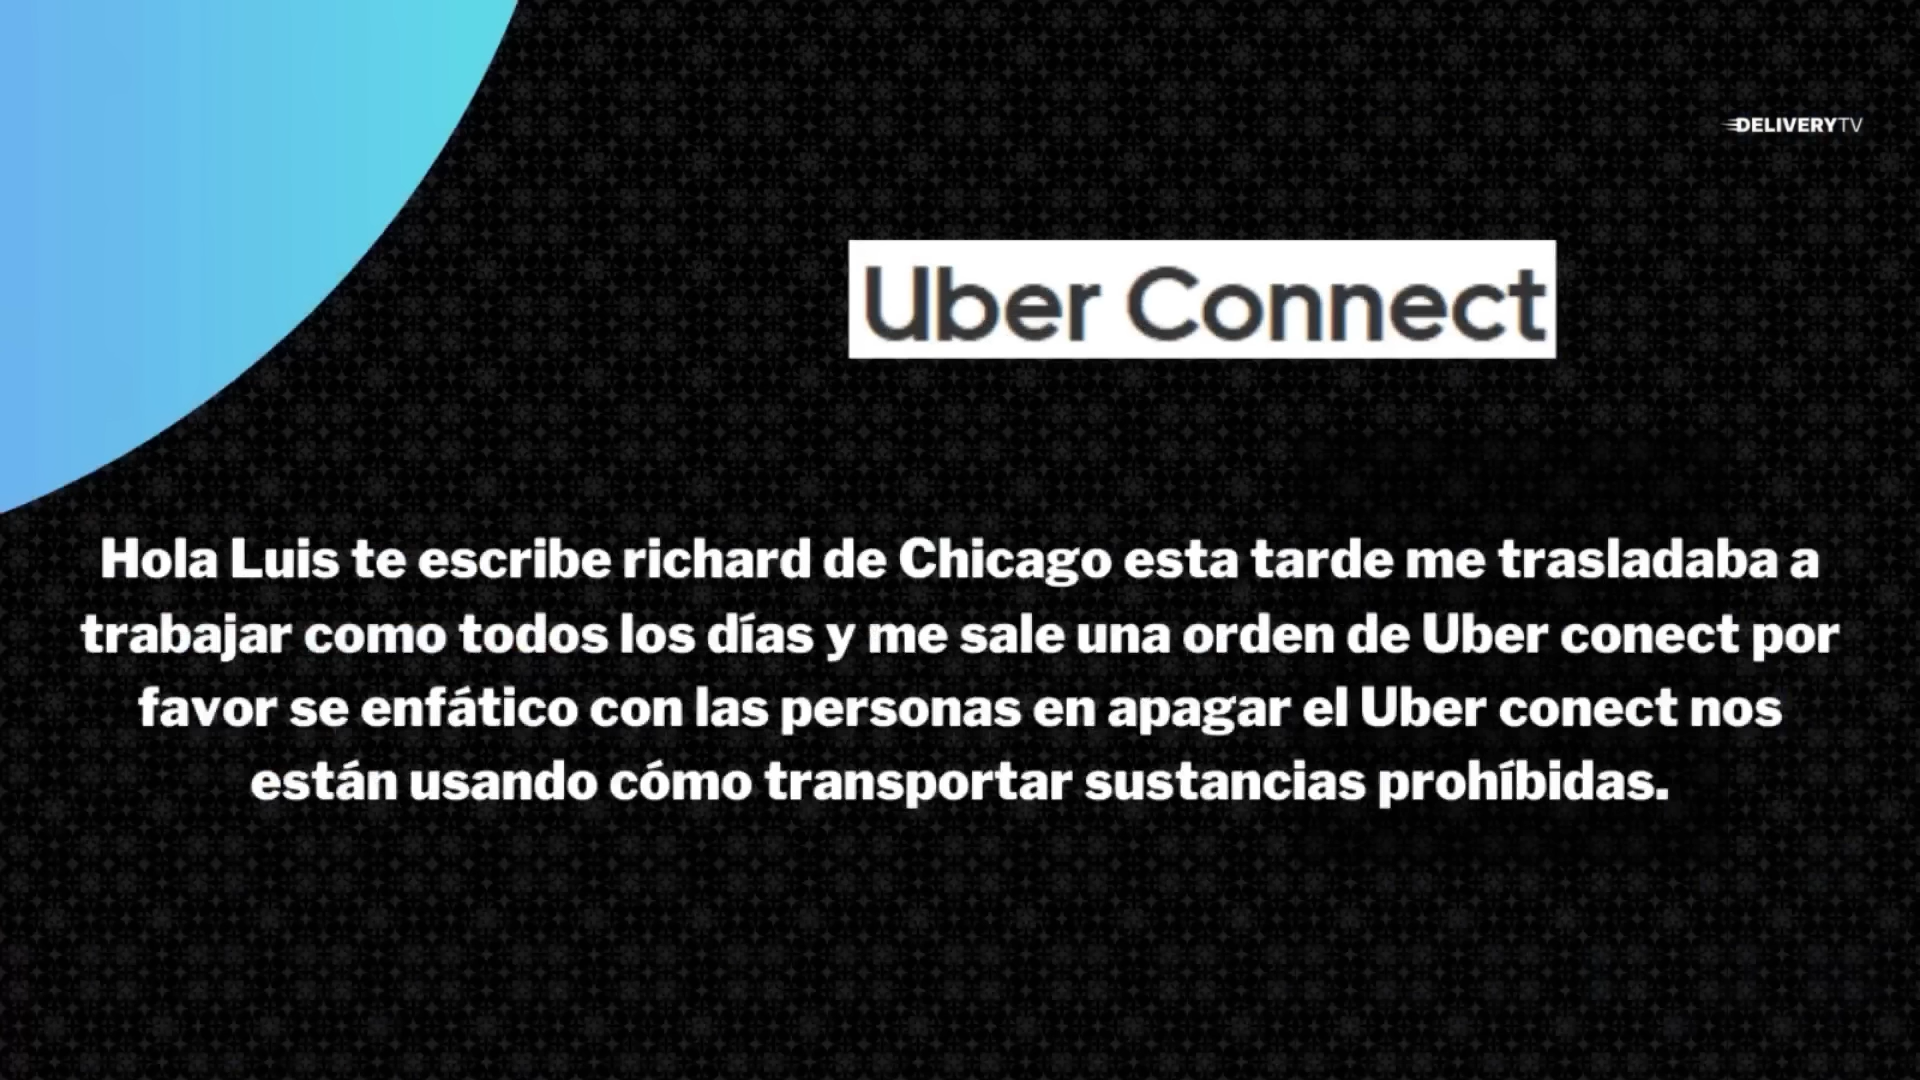 DELIVERYTV
Uber Connect
Hola Luis te escribe richard de Chicago esta tarde me trasladaba a
trabajar como todos los días y me sale una orden de Uber conect por
favor se enfático con las personas en apagar el Uber conect nos
están usando cómo transportar sustancias prohíbidas.